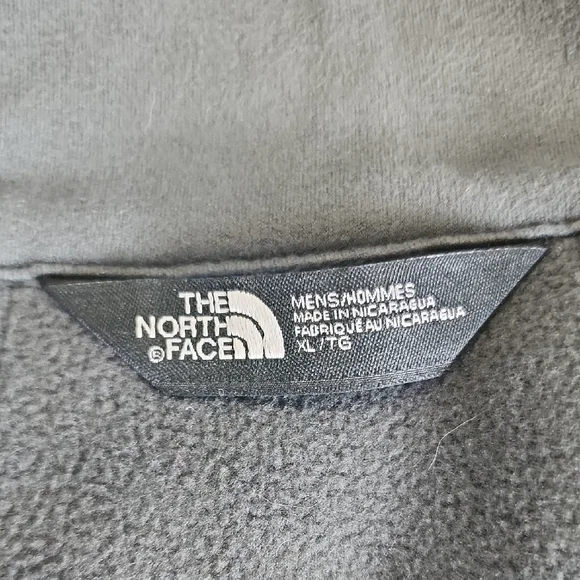 THE
NORTH
®FACE
MENS/HOMMES
MADE IN NICARAGUA
FABRIQUÉ AU NICARAGUA
XL/TG